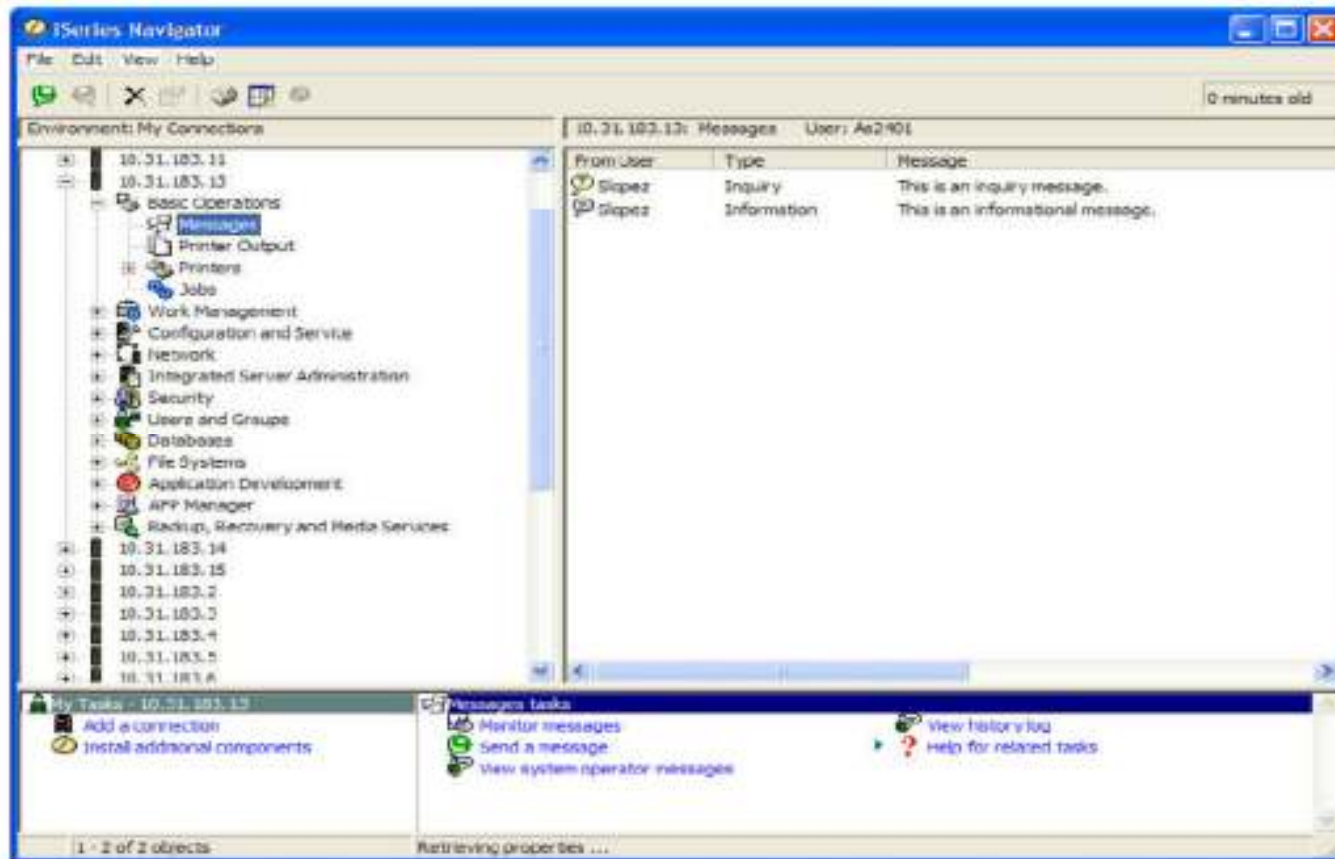 iSeries Navigator
File Edit View Help
0 minutes old
Environment: My Connections
10.31.183.13: Messages User: As2401
10.31.183.11
10.31.183.13
Basic Operations
Messages
Printer Output
Printers
Jobs
Work Management
Configuration and Service
Network
Integrated Server Administration
Security
Users and Groups
Databases
File Systems
Application Development
AFP Manager
Backup, Recovery and Media Services
10.31.183.14
10.31.183.15
10.31.183.2
10.31.183.3
10.31.183.4
10.31.183.5
10.31.183.6
From User Type Message
Slopez Inquiry This is an inquiry message.
Slopez Information This is an informational message.
My Tasks - 10.31.183.13
Add a connection
Install additional components
Messages tasks
Monitor messages
Send a message
View system operator messages
View history log
Help for related tasks
1 - 2 of 2 objects
Retrieving properties ...